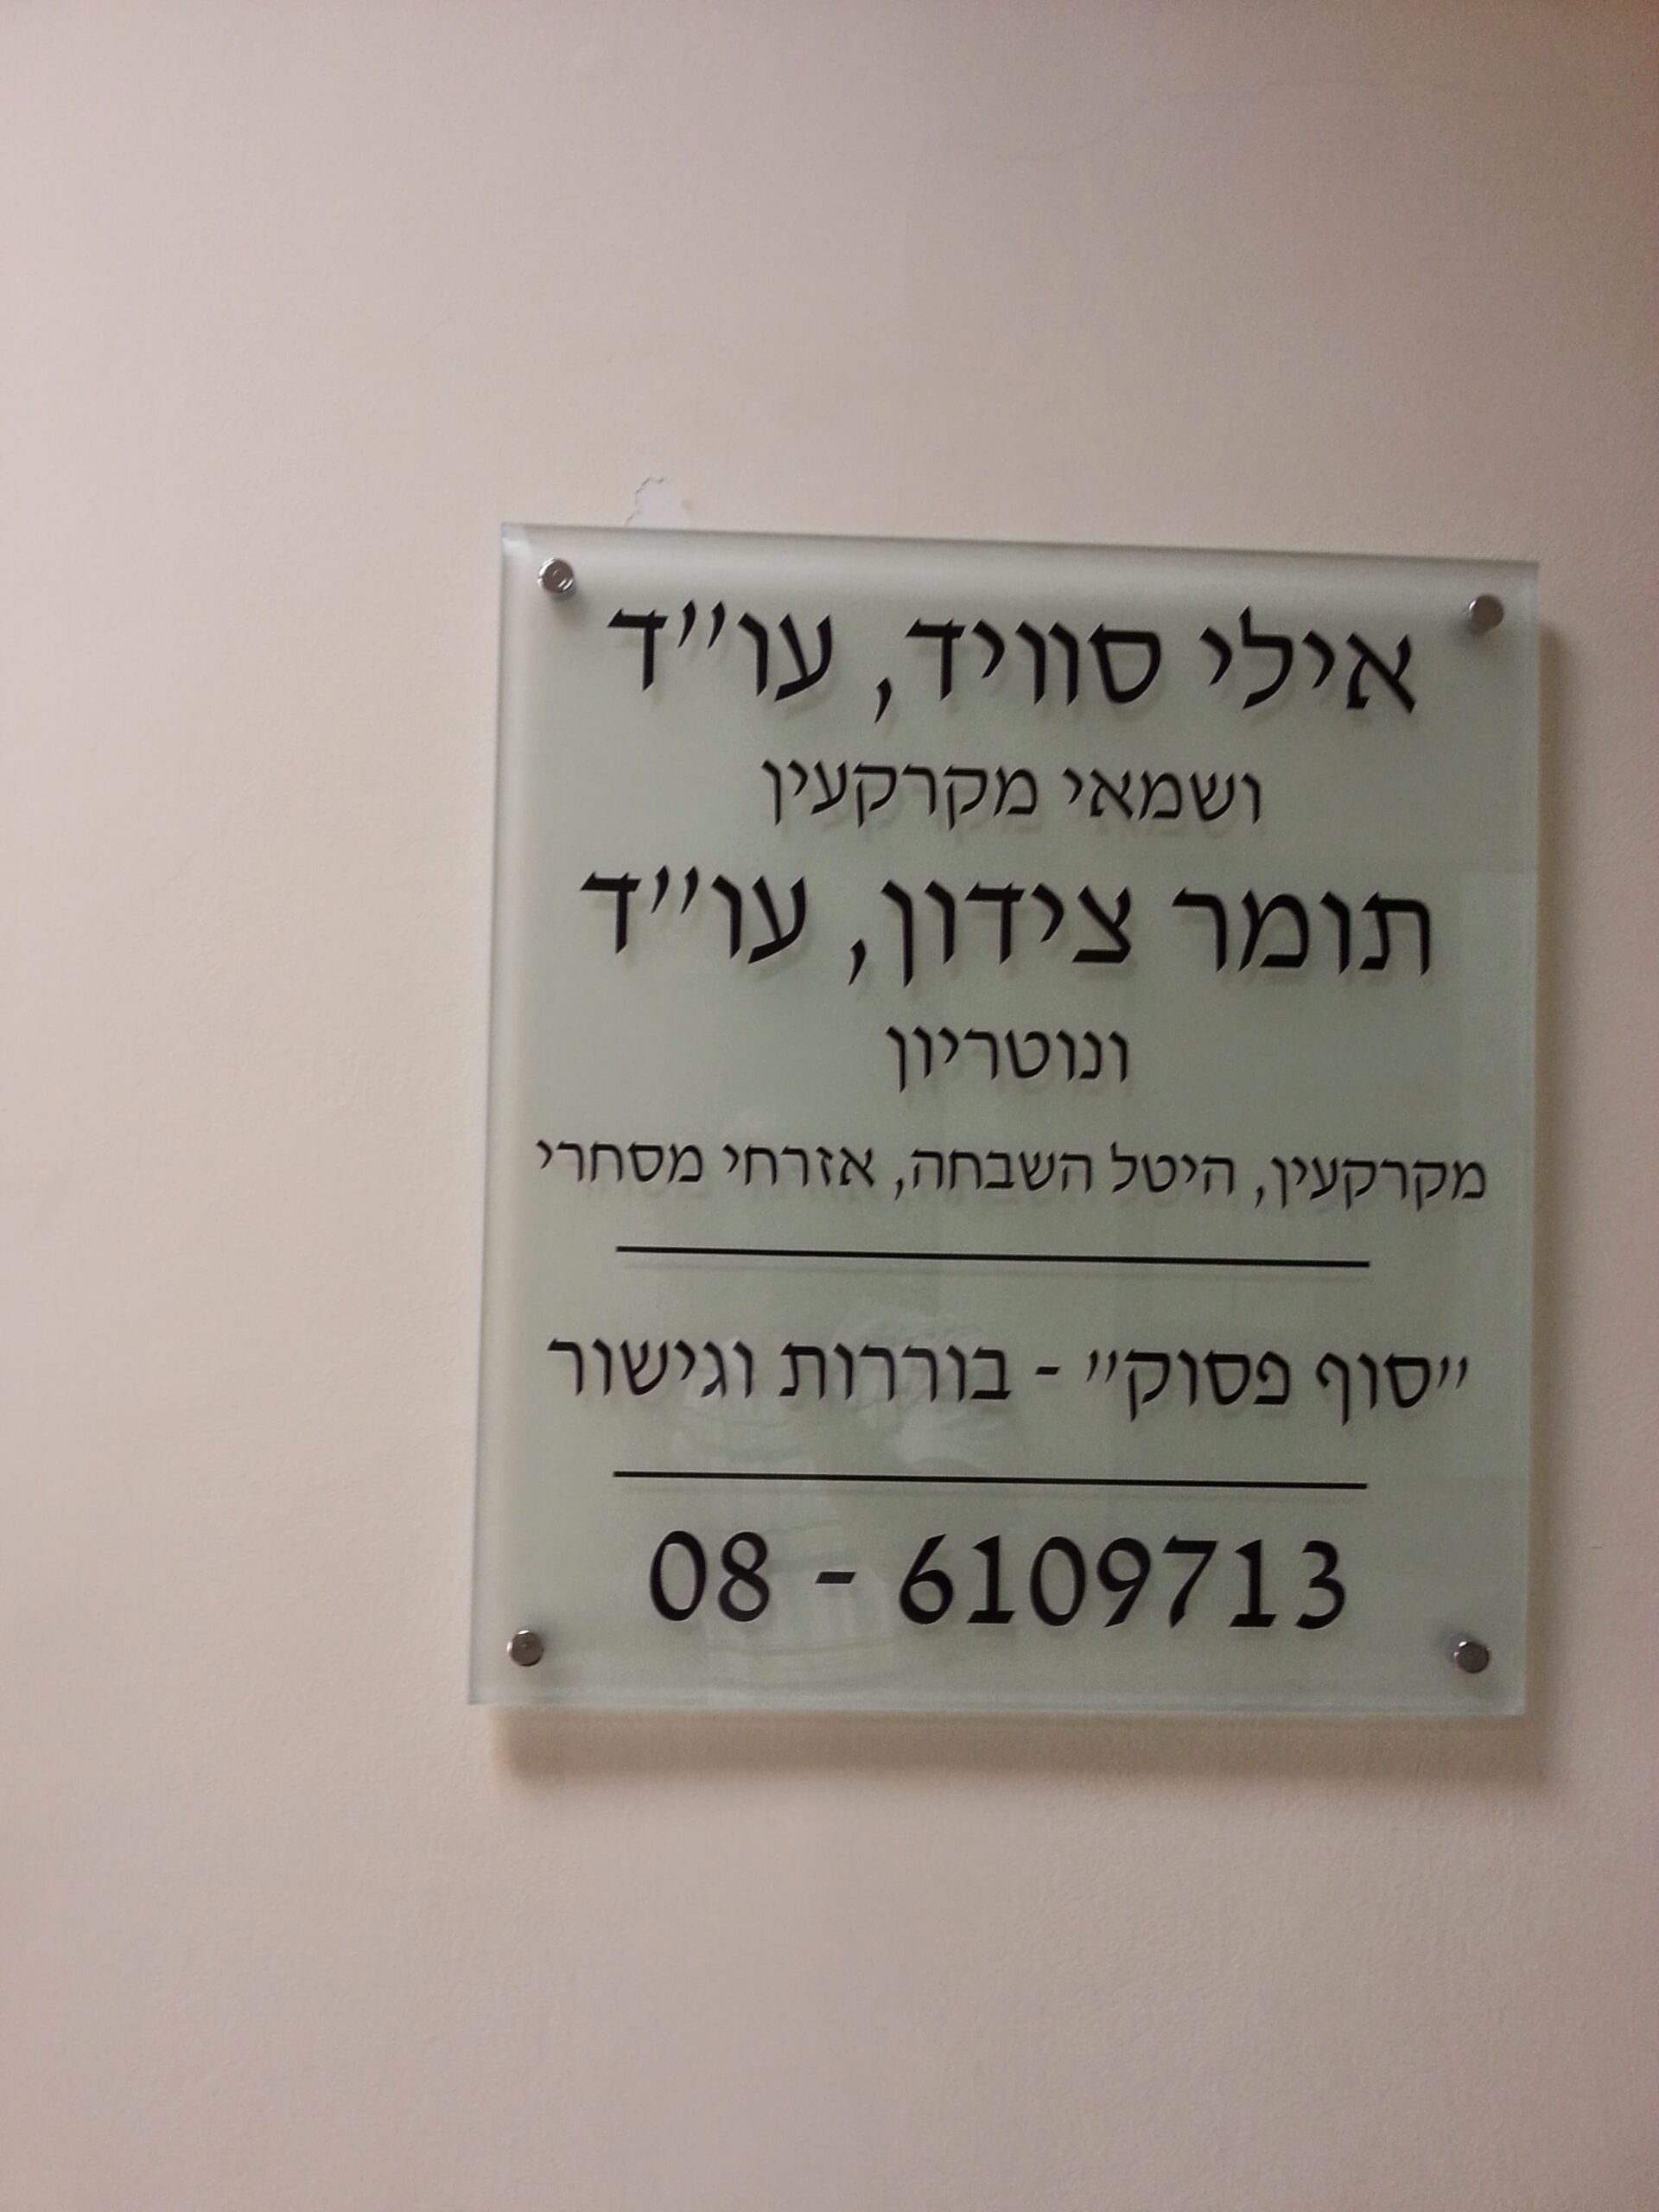 אילי סוויד, עו"ד
ושמאי מקרקעין
תומר צידון, עו"ד
ונוטריון
מקרקעין, היטל השבחה, אזרחי מסחרי
"סוף פסוק" - בוררות וגישור
08 - 6109713